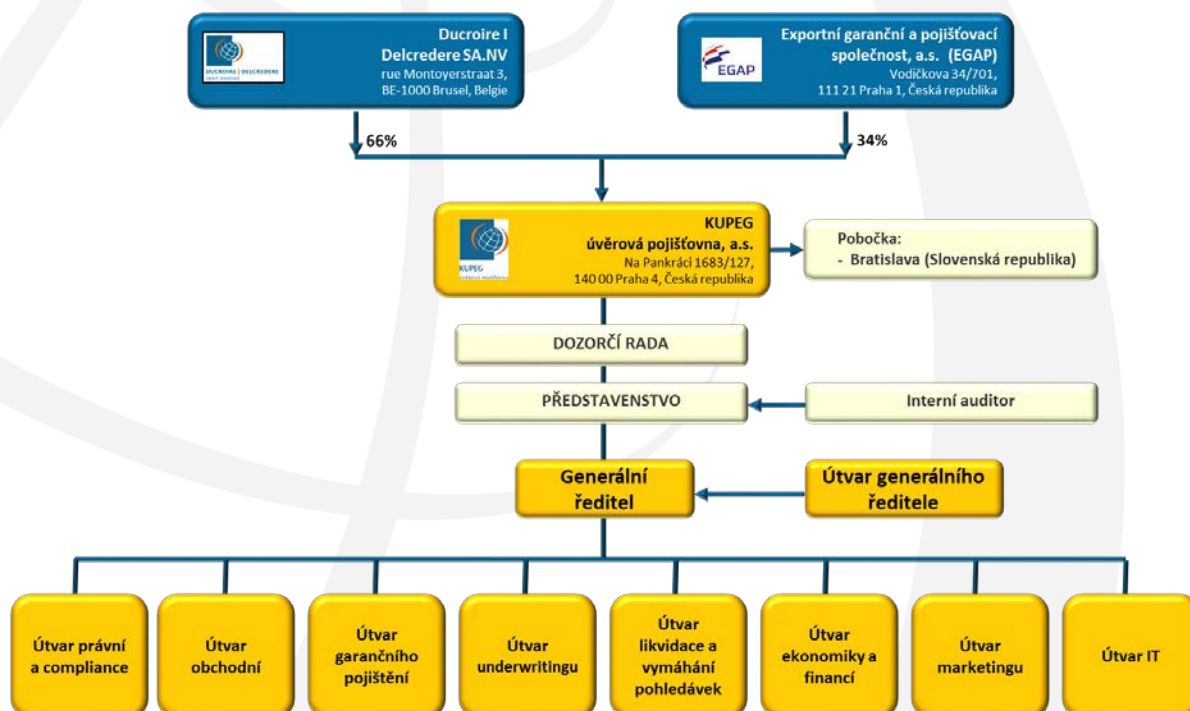 Ducroire I
Delcredere SA.NV
rue Montoyerstraat 3,
BE-1000 Brusel, Belgie
DUCROIRE | DELCREDERE
Exportní garanční a pojišťovací
společnost, a.s. (EGAP)
Vodičkova 34/701,
111 21 Praha 1, Česká republika
EGAP
66%
34%
KUPEG
úvěrová pojišťovna, a.s.
Na Pankráci 1683/127,
140 00 Praha 4, Česká republika
KUPEG
Pobočka:
- Bratislava (Slovenská republika)
DOZORČÍ RADA
PŘEDSTAVENSTVO
Interní auditor
Generální
ředitel
Útvar generálního
ředitele
Útvar právní
a compliance
Útvar
obchodní
Útvar
garančního
pojištění
Útvar
underwritingu
Útvar
likvidace a
vymáhání
pohledávek
Útvar
ekonomiky a
financí
Útvar
marketingu
Útvar IT